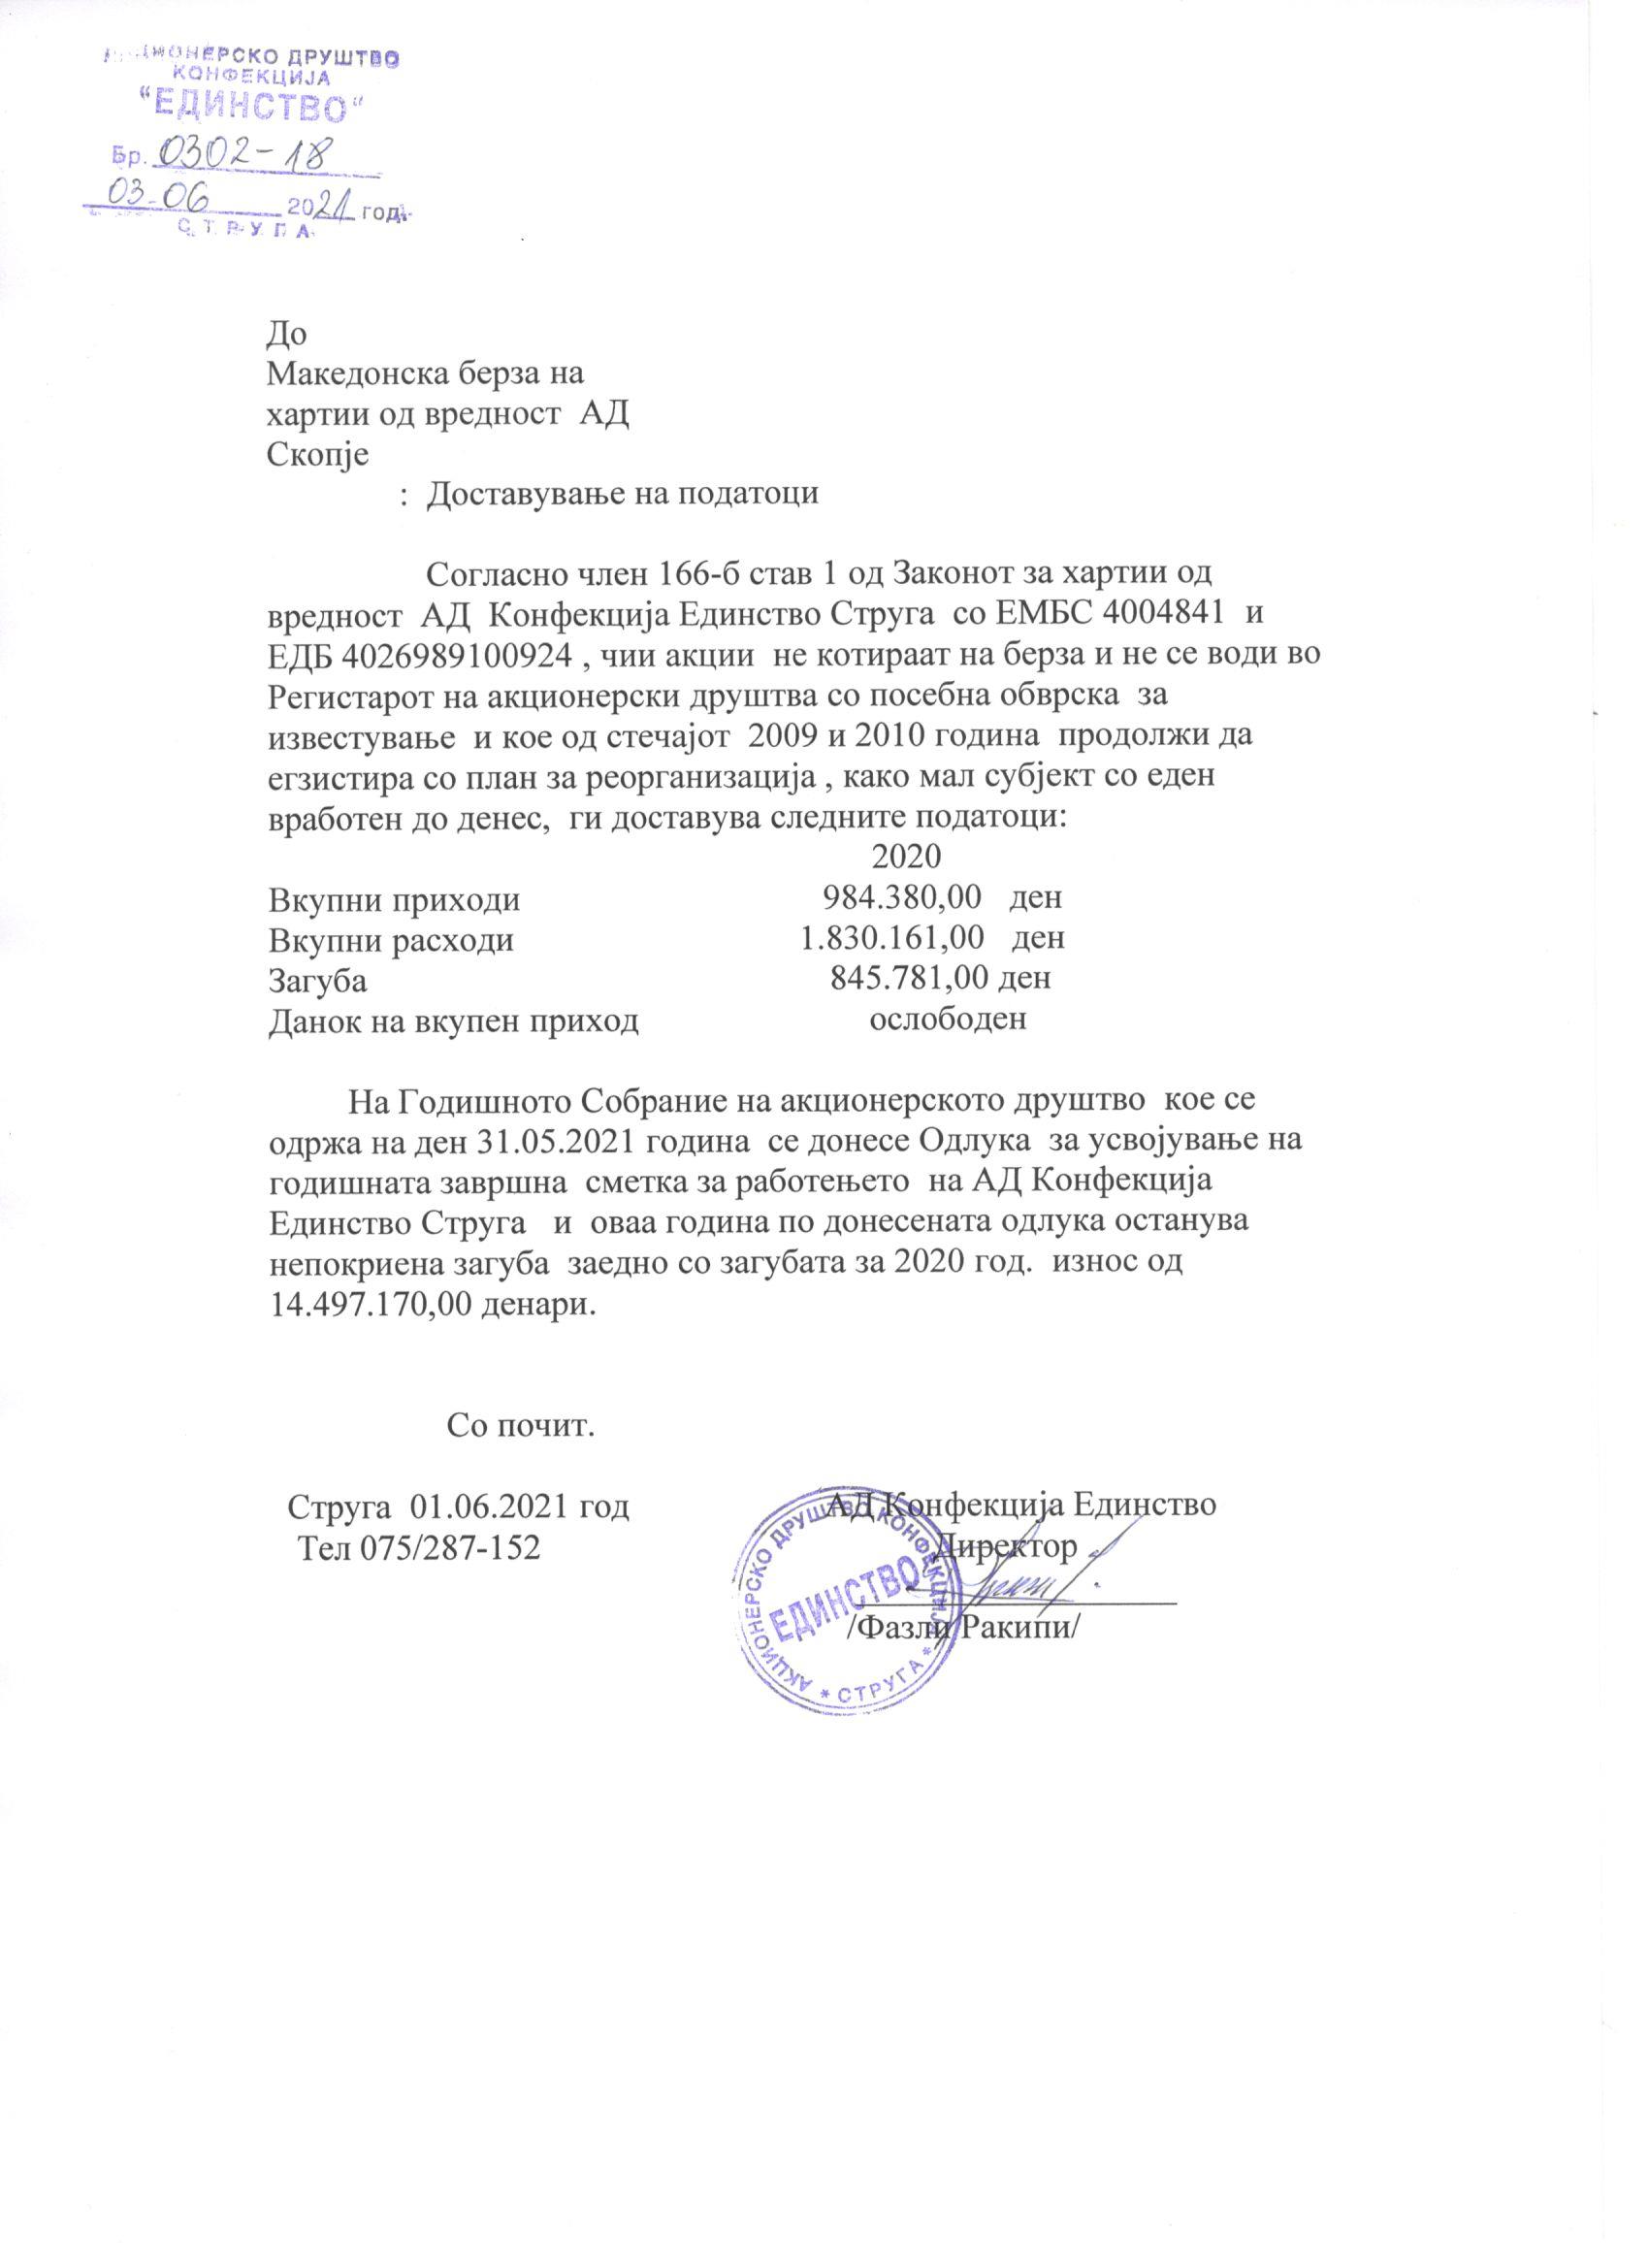 АКЦИОНЕРСКО ДРУШТВО
КОНФЕКЦИЈА
"ЕДИНСТВО"
Бр. 0302-18
03-06 2021 год.
СТРУГА
До
Македонска берза на
хартии од вредност АД
Скопје
: Доставување на податоци
Согласно член 166-б став 1 од Законот за хартии од
вредност АД Конфекција Единство Струга со ЕМБС 4004841 и
ЕДБ 4026989100924 , чии акции не котираат на берза и не се води во
Регистарот на акционерски друштва со посебна обврска за
известување и кое од стечајот 2009 и 2010 година продолжи да
егзистира со план за реорганизација , како мал субјект со еден
вработен до денес, ги доставува следните податоци:
2020
Вкупни приходи 984.380,00 ден
Вкупни расходи 1.830.161,00 ден
Загуба 845.781,00 ден
Данок на вкупен приход ослободен
На Годишното Собрание на акционерското друштво кое се
одржа на ден 31.05.2021 година се донесе Одлука за усвојување на
годишната завршна сметка за работењето на АД Конфекција
Единство Струга и оваа година по донесената одлука останува
непокриена загуба заедно со загубата за 2020 год. износ од
14.497.170,00 денари.
Со почит.
Струга 01.06.2021 год АД Конфекција Единство
Тел 075/287-152 Директор
/Фазли Ракипи/
АКЦИОНЕРСКО ДРУШТВО КОНФЕКЦИЈА * СТРУГА *
ЕДИНСТВО